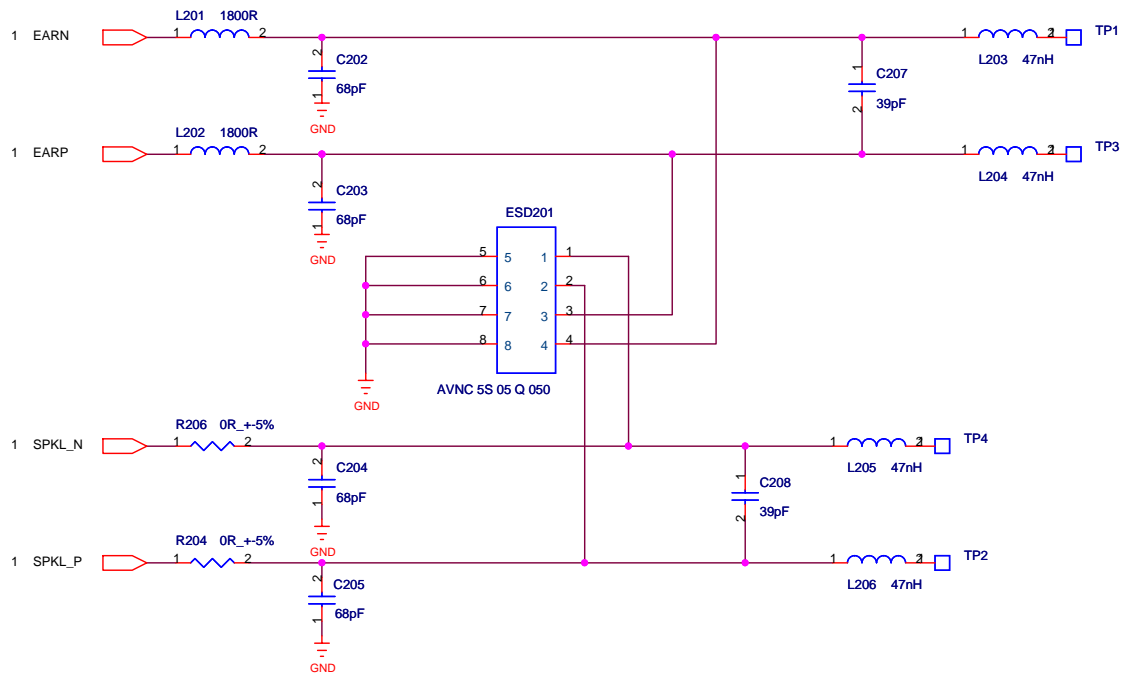 L201 1800R
1 EARN
1 2
2
C202
1
68pF
GND
1
C207
2
39pF
1 2
L203 47nH
TP1
1
L202 1800R
1 EARP
1 2
2
C203
1
68pF
GND
1 2
L204 47nH
TP3
1
ESD201
5 5 1 1
6 6 2 2
7 7 3 3
8 8 4 4
GND
AVNC 5S 05 Q 050
R206 0R_+-5%
1 SPKL_N
1 2
2
C204
1
68pF
GND
1
C208
2
39pF
1 2
L205 47nH
TP4
1
R204 0R_+-5%
1 SPKL_P
1 2
2
C205
1
68pF
GND
1 2
L206 47nH
TP2
1